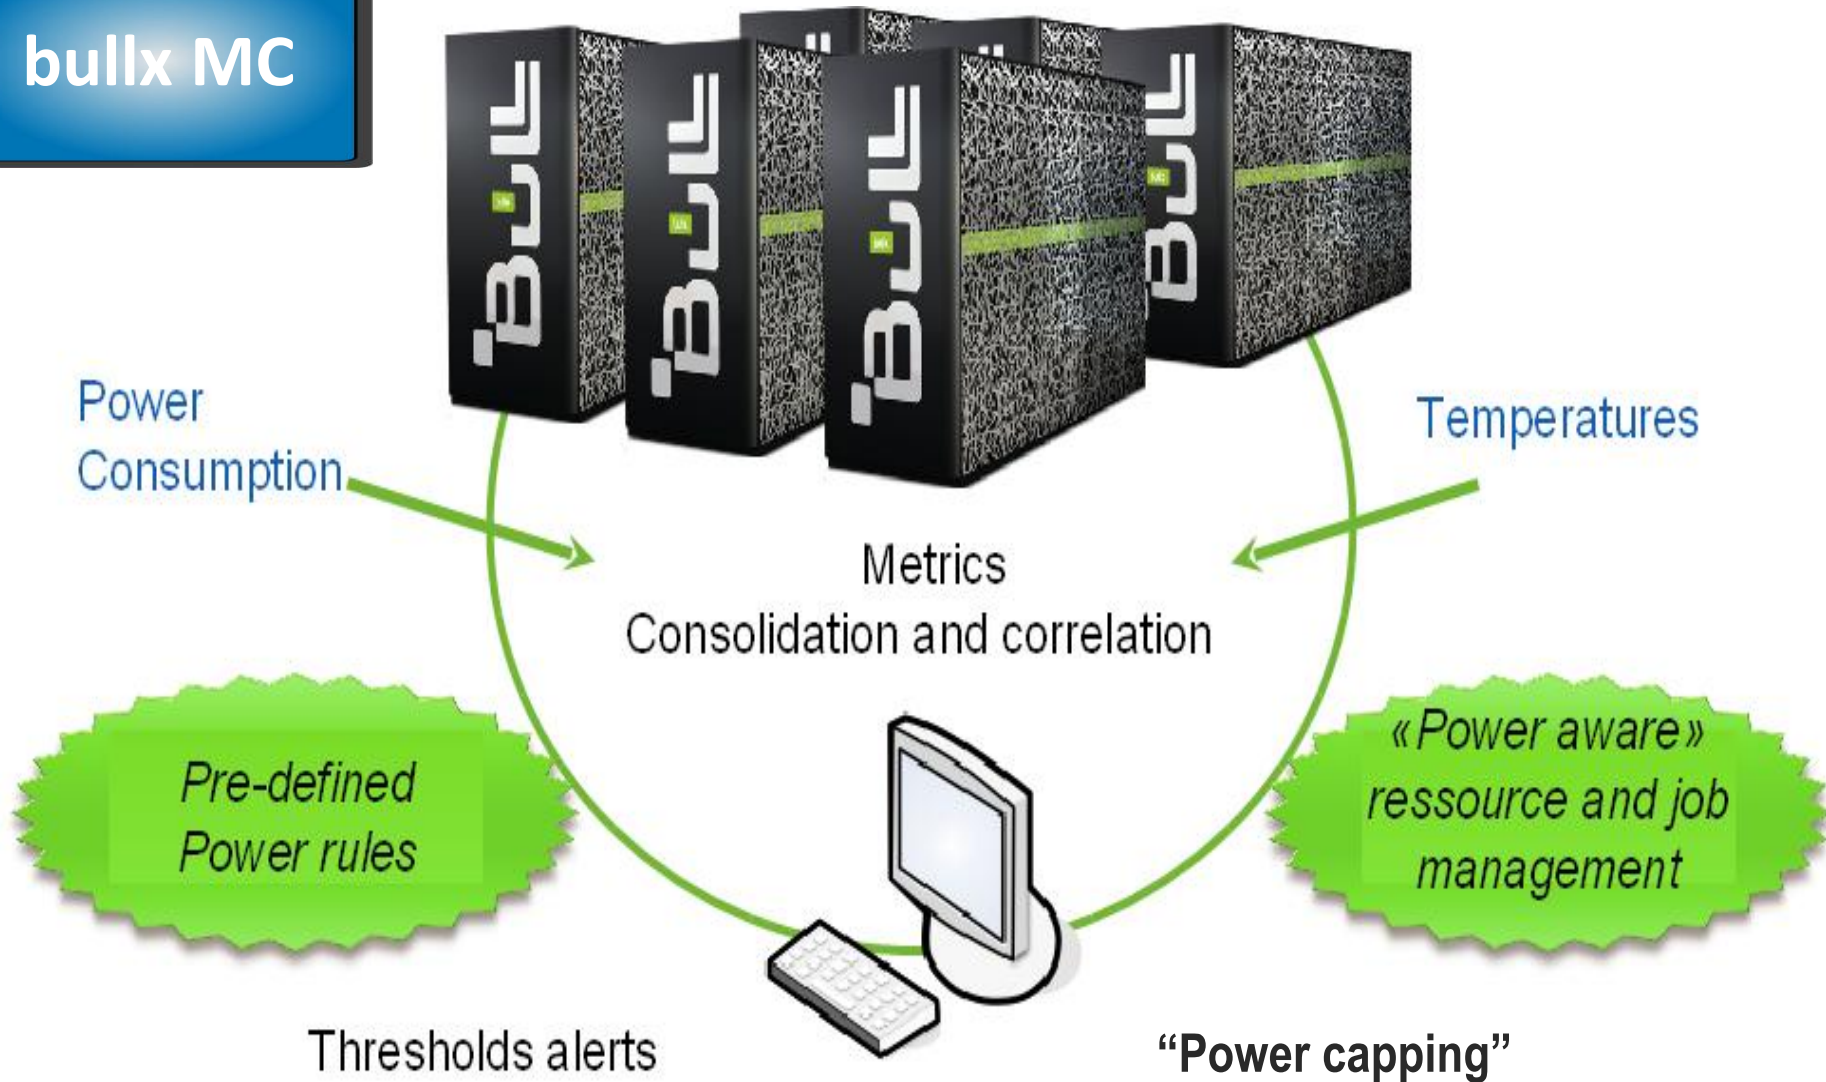 bullx MC
Bull
Bull
Bull
Bull
Power
Consumption
Temperatures
Metrics
Consolidation and correlation
Pre-defined
Power rules
«Power aware»
ressource and job
management
Thresholds alerts
“Power capping”